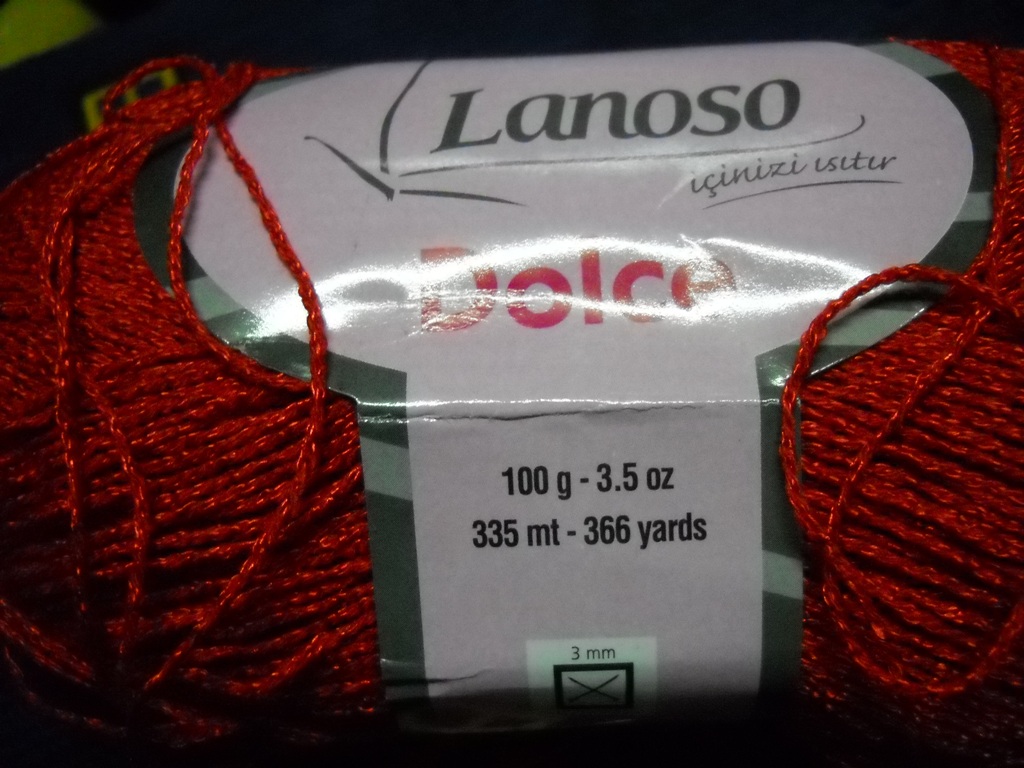 Lanoso
içinizi ısıtır
Dolce
100 g - 3.5 oz
335 mt - 366 yards
3 mm